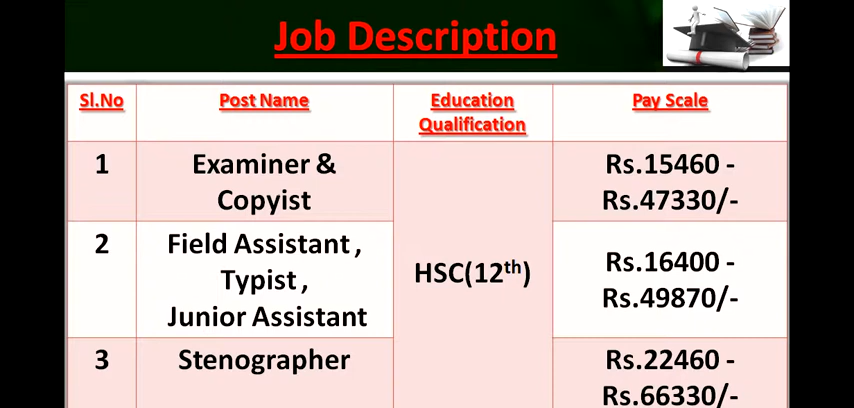 Job Description
Sl.No Post Name Education Qualification Pay Scale
1 Examiner & Copyist HSC(12th) Rs.15460 - Rs.47330/-
2 Field Assistant , Typist , Junior Assistant Rs.16400 - Rs.49870/-
3 Stenographer Rs.22460 - Rs.66330/-